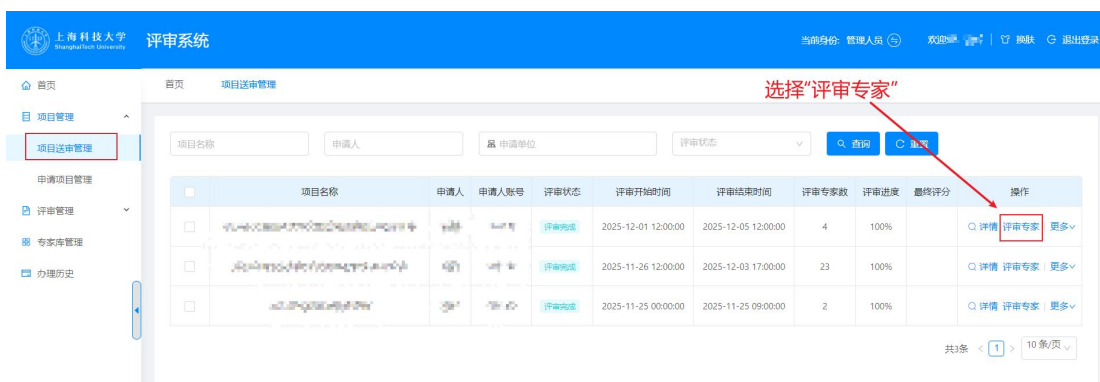 上海科技大学
ShanghaiTech University
评审系统
当前身份: 管理人员
欢迎
换肤
退出登录
首页
项目管理
项目送审管理
申请项目管理
评审管理
专家库管理
办理历史
首页 项目送审管理
选择“评审专家”
项目名称 申请人 申请单位 评审状态 查询 重置
项目名称 申请人 申请人账号 评审状态 评审开始时间 评审结束时间 评审专家数 评审进度 最终评分 操作
评审完成 2025-12-01 12:00:00 2025-12-05 12:00:00 4 100% 详情 评审专家 更多
评审完成 2025-11-26 12:00:00 2025-12-03 17:00:00 23 100% 详情 评审专家 更多
评审完成 2025-11-25 00:00:00 2025-11-25 09:00:00 2 100% 详情 评审专家 更多
共3条 < 1 > 10 条/页